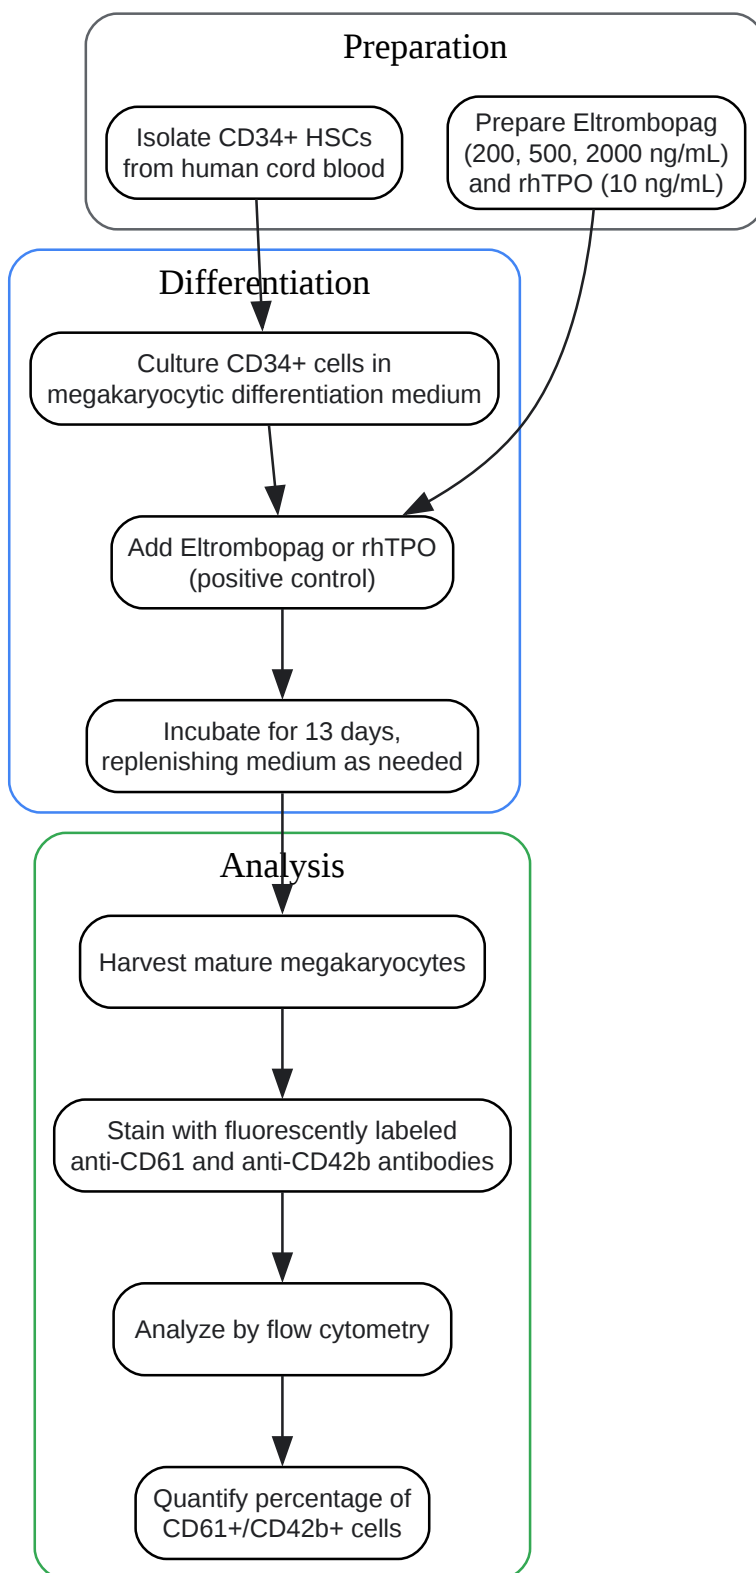 Preparation
Isolate CD34+ HSCs
from human cord blood
Prepare Eltrombopag
(200, 500, 2000 ng/mL)
and rhTPO (10 ng/mL)
Differentiation
Culture CD34+ cells in
megakaryocytic differentiation medium
Add Eltrombopag or rhTPO
(positive control)
Incubate for 13 days,
replenishing medium as needed
Analysis
Harvest mature megakaryocytes
Stain with fluorescently labeled
anti-CD61 and anti-CD42b antibodies
Analyze by flow cytometry
Quantify percentage of
CD61+/CD42b+ cells